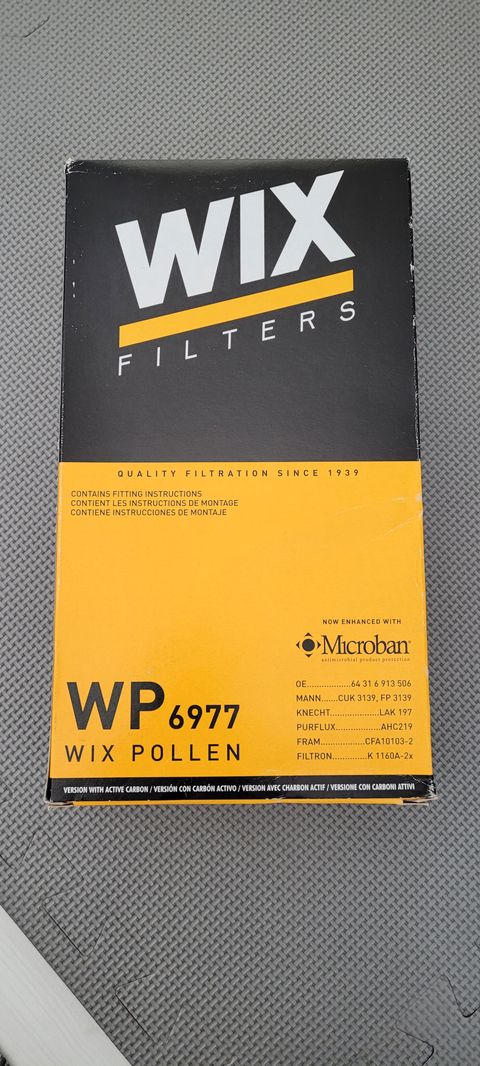 WIX
FILTERS
QUALITY FILTRATION SINCE 1939
CONTAINS FITTING INSTRUCTIONS
CONTIENT LES INSTRUCTIONS DE MONTAGE
CONTIENE INSTRUCCIONES DE MONTAJE
NOW ENHANCED WITH
Microban®
antimicrobial product protection
OE...................64 31 6 913 506
MANN.......CUK 3139, FP 3139
KNECHT.....................LAK 197
PURFLUX...................AHC219
FRAM...................CFA10103-2
FILTRON...............K 1160A-2x
WP 6977
WIX POLLEN
VERSION WITH ACTIVE CARBON / VERSIÓN CON CARBÓN ACTIVO / VERSION AVEC CHARBON ACTIF / VERSIONE CON CARBONI ATTIVI